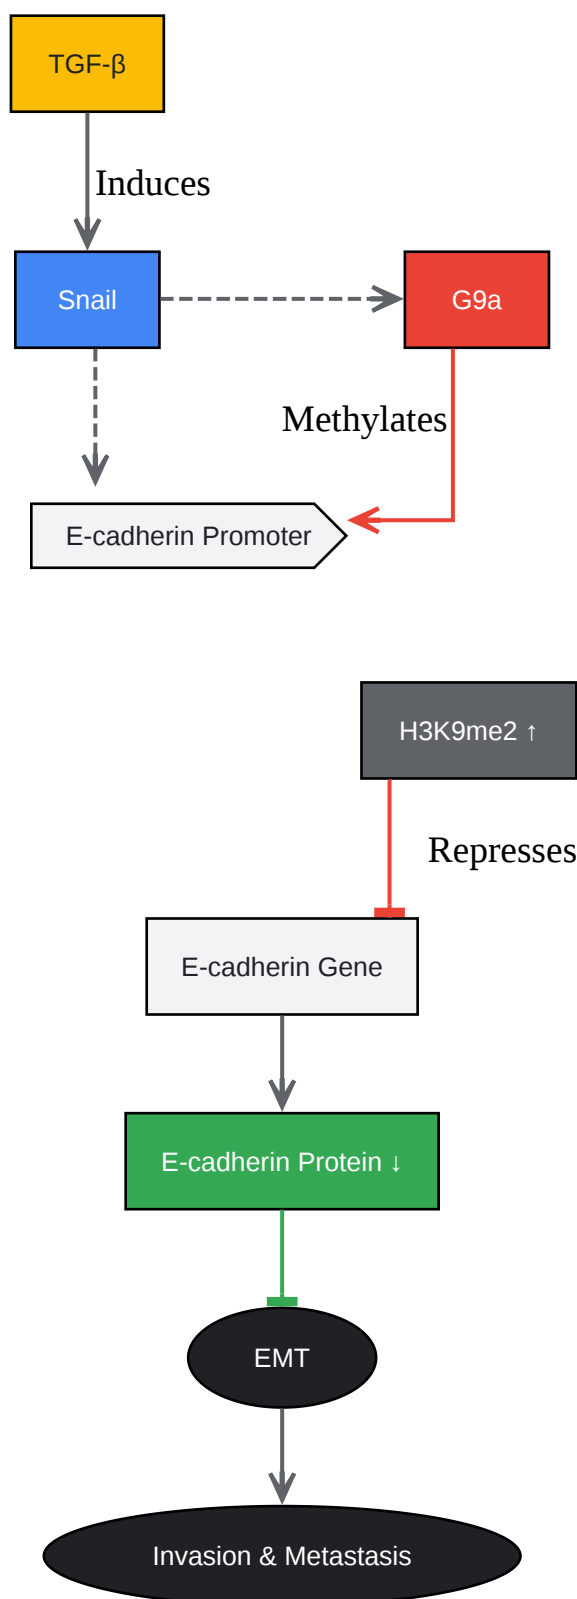 TGF-β
Induces
Snail
G9a
Methylates
E-cadherin Promoter
H3K9me2 ↑
Represses
E-cadherin Gene
E-cadherin Protein ↓
EMT
Invasion & Metastasis